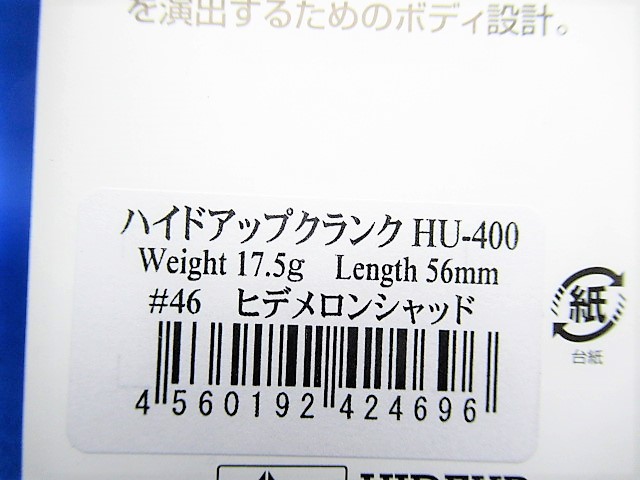 を演出するためのボディ設計。
ハイドアップクランク HU-400
Weight 17.5g Length 56mm
#46 ヒデメロンシャッド
4 560192 424696
紙
台紙
HIDEUP